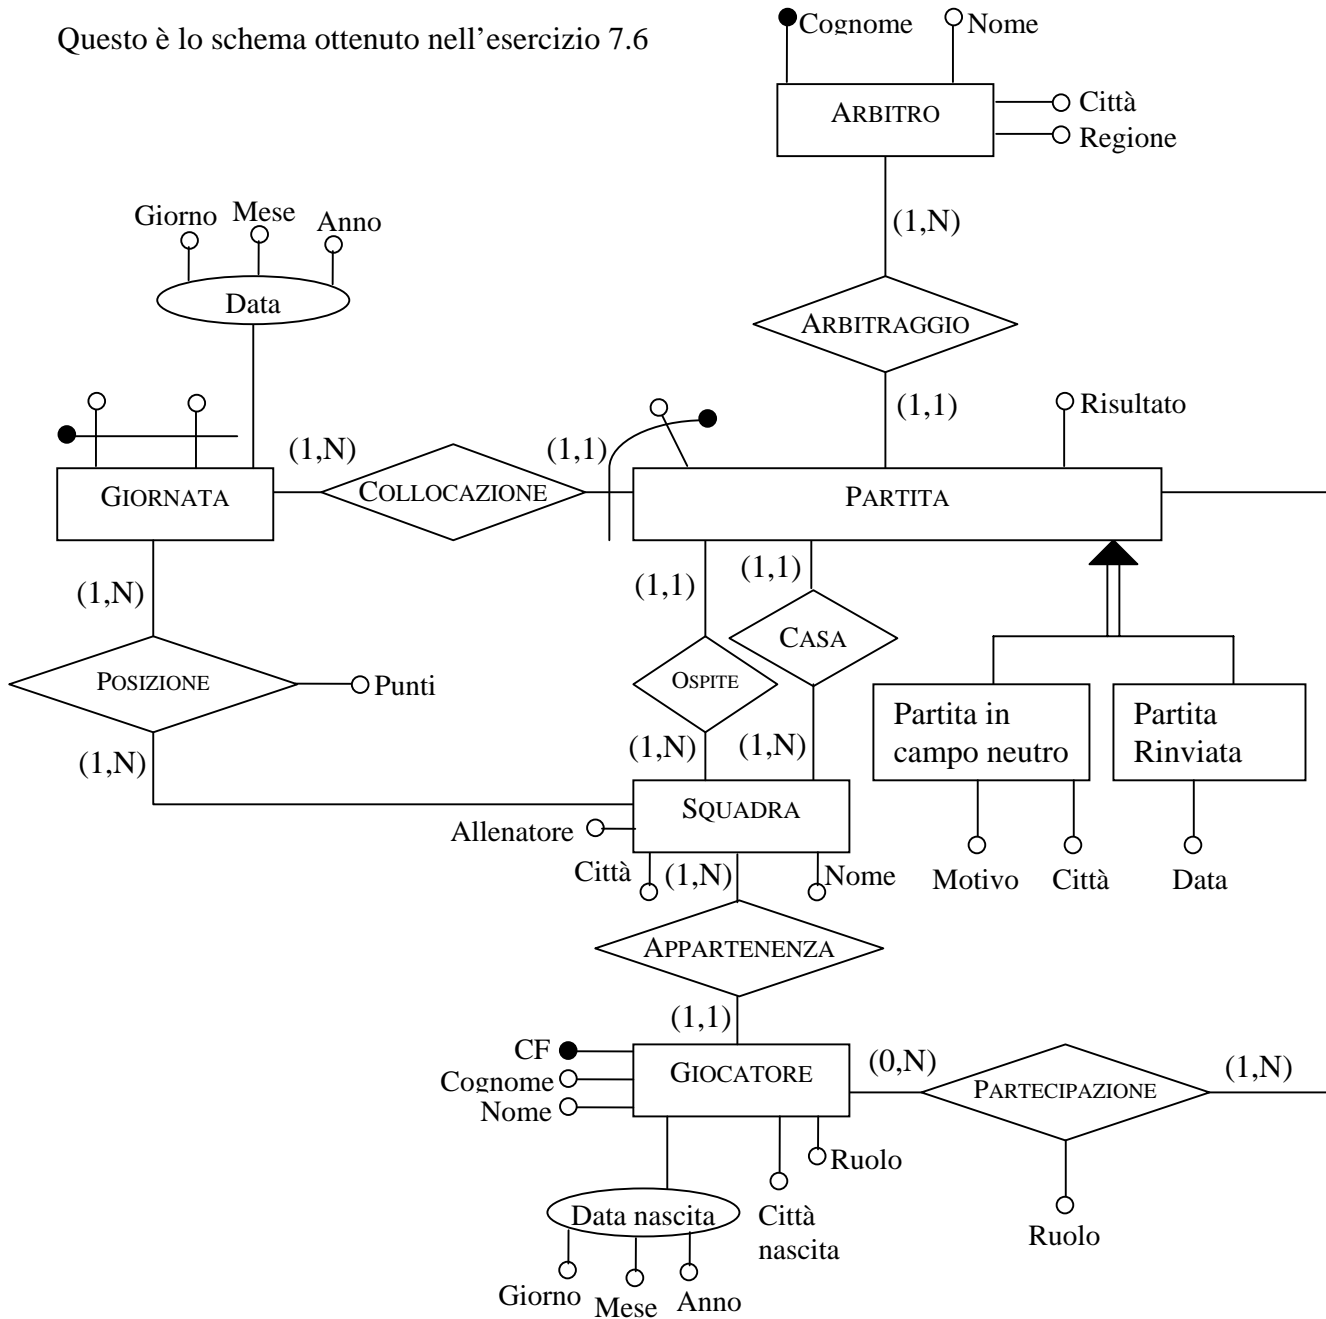 Questo è lo schema ottenuto nell'esercizio 7.6
Cognome
Nome
ARBITRO
Città
Regione
(1,N)
Giorno
Mese
Anno
Data
ARBITRAGGIO
(1,1)
Risultato
(1,N)
(1,1)
GIORNATA
COLLOCAZIONE
PARTITA
(1,N)
(1,1)
(1,1)
CASA
POSIZIONE
Punti
OSPITE
Partita in
campo neutro
Partita
Rinviata
(1,N)
(1,N)
(1,N)
SQUADRA
Allenatore
Città
(1,N)
Nome
Motivo
Città
Data
APPARTENENZA
(1,1)
CF
Cognome
Nome
GIOCATORE
(0,N)
PARTECIPAZIONE
(1,N)
Ruolo
Data nascita
Città
nascita
Ruolo
Giorno
Mese
Anno